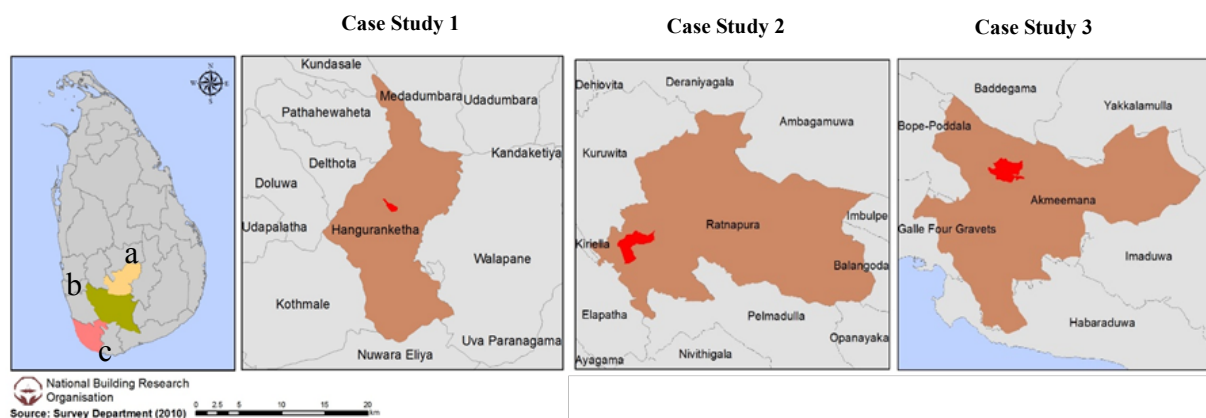 Case Study 1
Case Study 2
Case Study 3
a
b
c
Kundasale
Medadumbara
Udadumbara
Pathahewaheta
Kandaketiya
Delthota
Doluwa
Udapalatha
Hanguranketha
Walapane
Kothmale
Uva Paranagama
Nuwara Eliya
Dehiovita
Deraniyagala
Ambagamuwa
Kuruwita
Imbulpe
Ratnapura
Kiriella
Balangoda
Elapatha
Pelmadulla
Opanayaka
Nivithigala
Ayagama
Baddegama
Yakkalamulla
Bope-Poddala
Akmeemana
Galle Four Gravets
Imaduwa
Habaraduwa
National Building Research
Organisation
Source: Survey Department (2010)
0 2.5 5 10 15 20
km